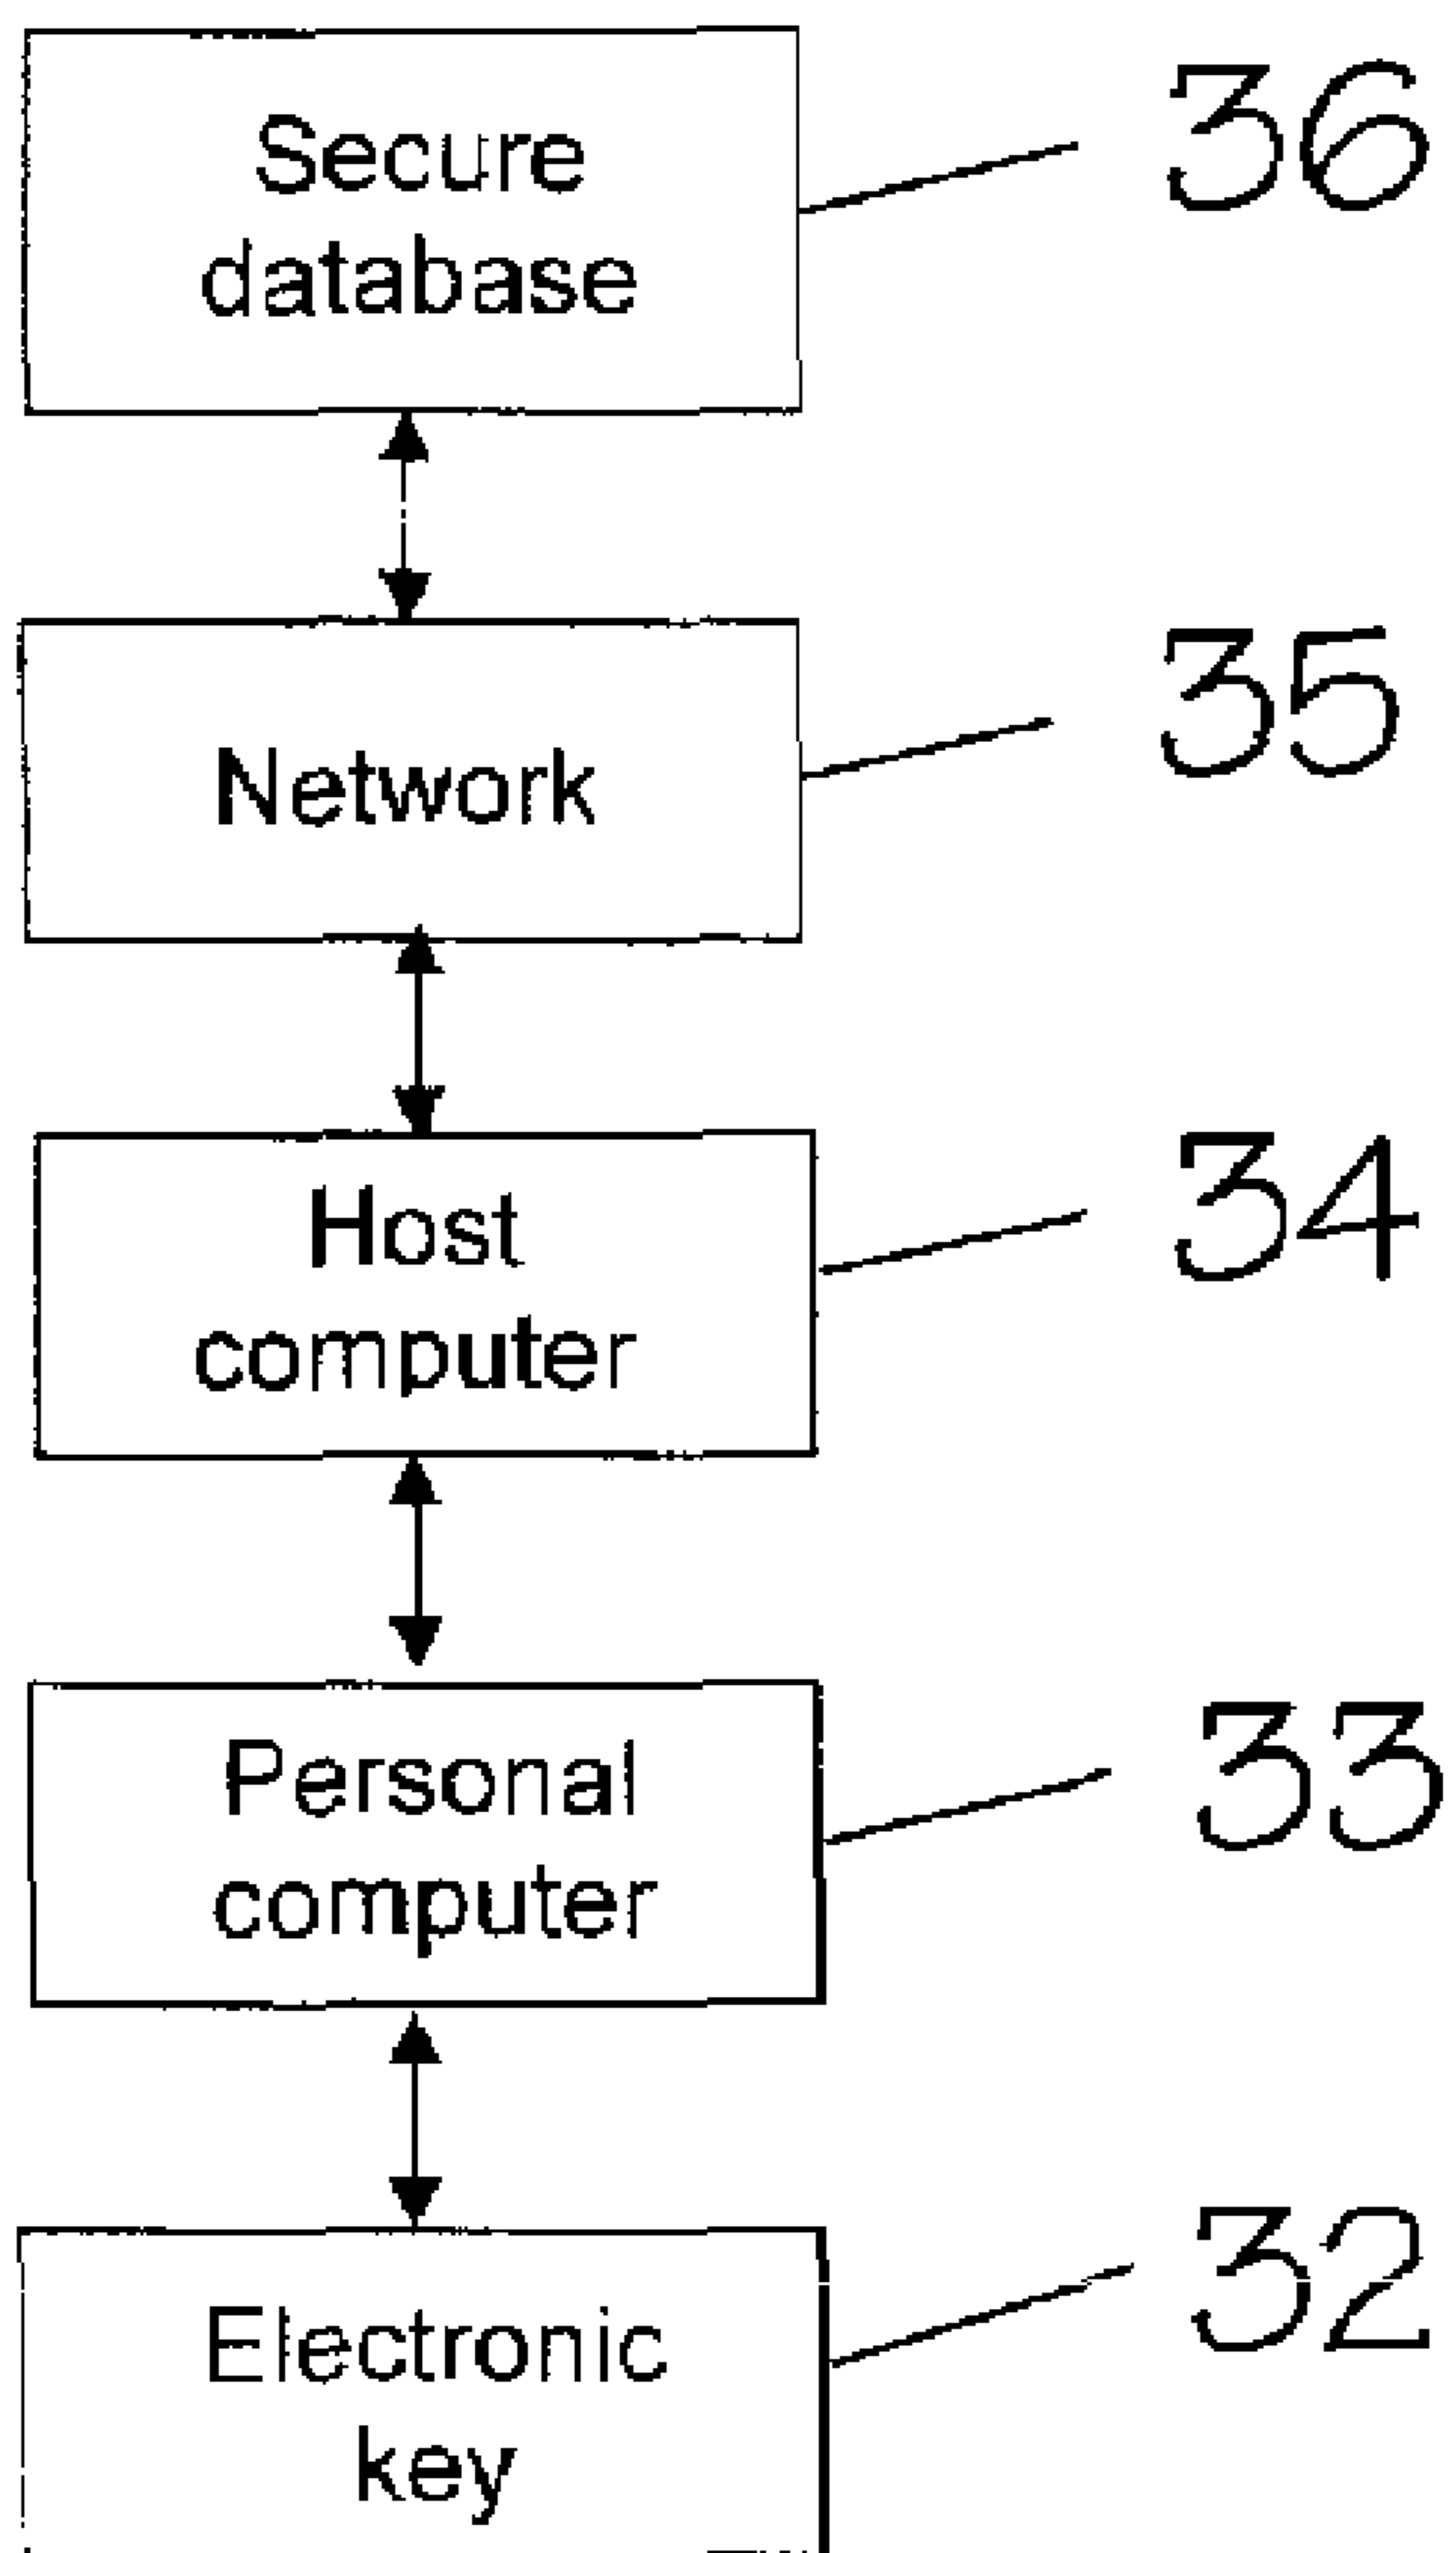 Secure
database
36
Network
35
Host
computer
34
Personal
computer
33
Electronic
key
32